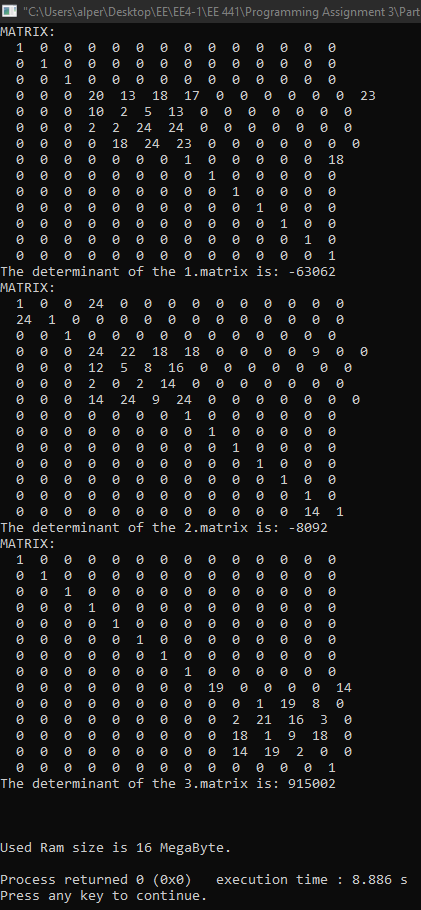 "C:\Users\alper\Desktop\EE\EE4-1\EE 441\Programming Assignment 3\Part
MATRIX:
1 0 0 0 0 0 0 0 0 0 0 0 0 0
0 1 0 0 0 0 0 0 0 0 0 0 0 0
0 0 1 0 0 0 0 0 0 0 0 0 0 0
0 0 0 20 13 18 17 0 0 0 0 0 0 23
0 0 0 10 2 5 13 0 0 0 0 0 0 0
0 0 0 2 2 24 24 0 0 0 0 0 0 0
0 0 0 0 18 24 23 0 0 0 0 0 0 0
0 0 0 0 0 0 0 1 0 0 0 0 0 18
0 0 0 0 0 0 0 0 1 0 0 0 0 0
0 0 0 0 0 0 0 0 0 1 0 0 0 0
0 0 0 0 0 0 0 0 0 0 1 0 0 0
0 0 0 0 0 0 0 0 0 0 0 1 0 0
0 0 0 0 0 0 0 0 0 0 0 0 1 0
0 0 0 0 0 0 0 0 0 0 0 0 0 1
The determinant of the 1.matrix is: -63062
MATRIX:
1 0 0 24 0 0 0 0 0 0 0 0 0 0
24 1 0 0 0 0 0 0 0 0 0 0 0 0
0 0 1 0 0 0 0 0 0 0 0 0 0 0
0 0 0 24 22 18 18 0 0 0 0 9 0 0
0 0 0 12 5 8 16 0 0 0 0 0 0 0
0 0 0 2 0 2 14 0 0 0 0 0 0 0
0 0 0 14 24 9 24 0 0 0 0 0 0 0
0 0 0 0 0 0 0 1 0 0 0 0 0 0
0 0 0 0 0 0 0 0 1 0 0 0 0 0
0 0 0 0 0 0 0 0 0 1 0 0 0 0
0 0 0 0 0 0 0 0 0 0 1 0 0 0
0 0 0 0 0 0 0 0 0 0 0 1 0 0
0 0 0 0 0 0 0 0 0 0 0 0 1 0
0 0 0 0 0 0 0 0 0 0 0 0 14 1
The determinant of the 2.matrix is: -8092
MATRIX:
1 0 0 0 0 0 0 0 0 0 0 0 0 0
0 1 0 0 0 0 0 0 0 0 0 0 0 0
0 0 1 0 0 0 0 0 0 0 0 0 0 0
0 0 0 1 0 0 0 0 0 0 0 0 0 0
0 0 0 0 1 0 0 0 0 0 0 0 0 0
0 0 0 0 0 1 0 0 0 0 0 0 0 0
0 0 0 0 0 0 1 0 0 0 0 0 0 0
0 0 0 0 0 0 0 1 0 0 0 0 0 0
0 0 0 0 0 0 0 0 19 0 0 0 0 14
0 0 0 0 0 0 0 0 0 0 1 19 8 0
0 0 0 0 0 0 0 0 0 2 21 16 3 0
0 0 0 0 0 0 0 0 0 18 1 9 18 0
0 0 0 0 0 0 0 0 0 14 19 2 0 0
0 0 0 0 0 0 0 0 0 0 0 0 0 1
The determinant of the 3.matrix is: 915002
Used Ram size is 16 MegaByte.
Process returned 0 (0x0) execution time : 8.886 s
Press any key to continue.